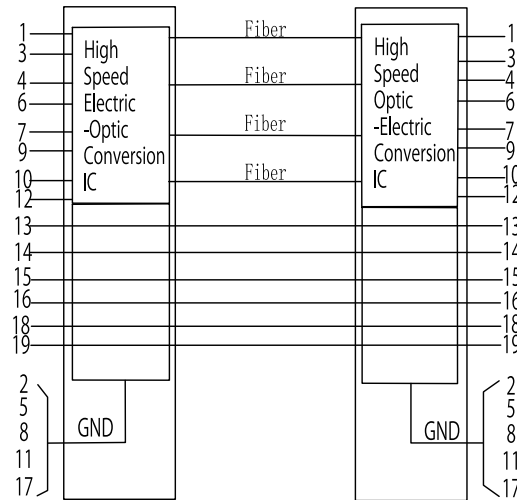 1
3
4
6
7
9
10
12
13
14
15
16
18
19
2
5
8
11
17
High
Speed
Electric
-Optic
Conversion
IC
GND
Fiber
Fiber
Fiber
Fiber
High
Speed
Optic
-Electric
Conversion
IC
GND
1
3
4
6
7
9
10
12
13
14
15
16
18
19
2
5
8
11
17